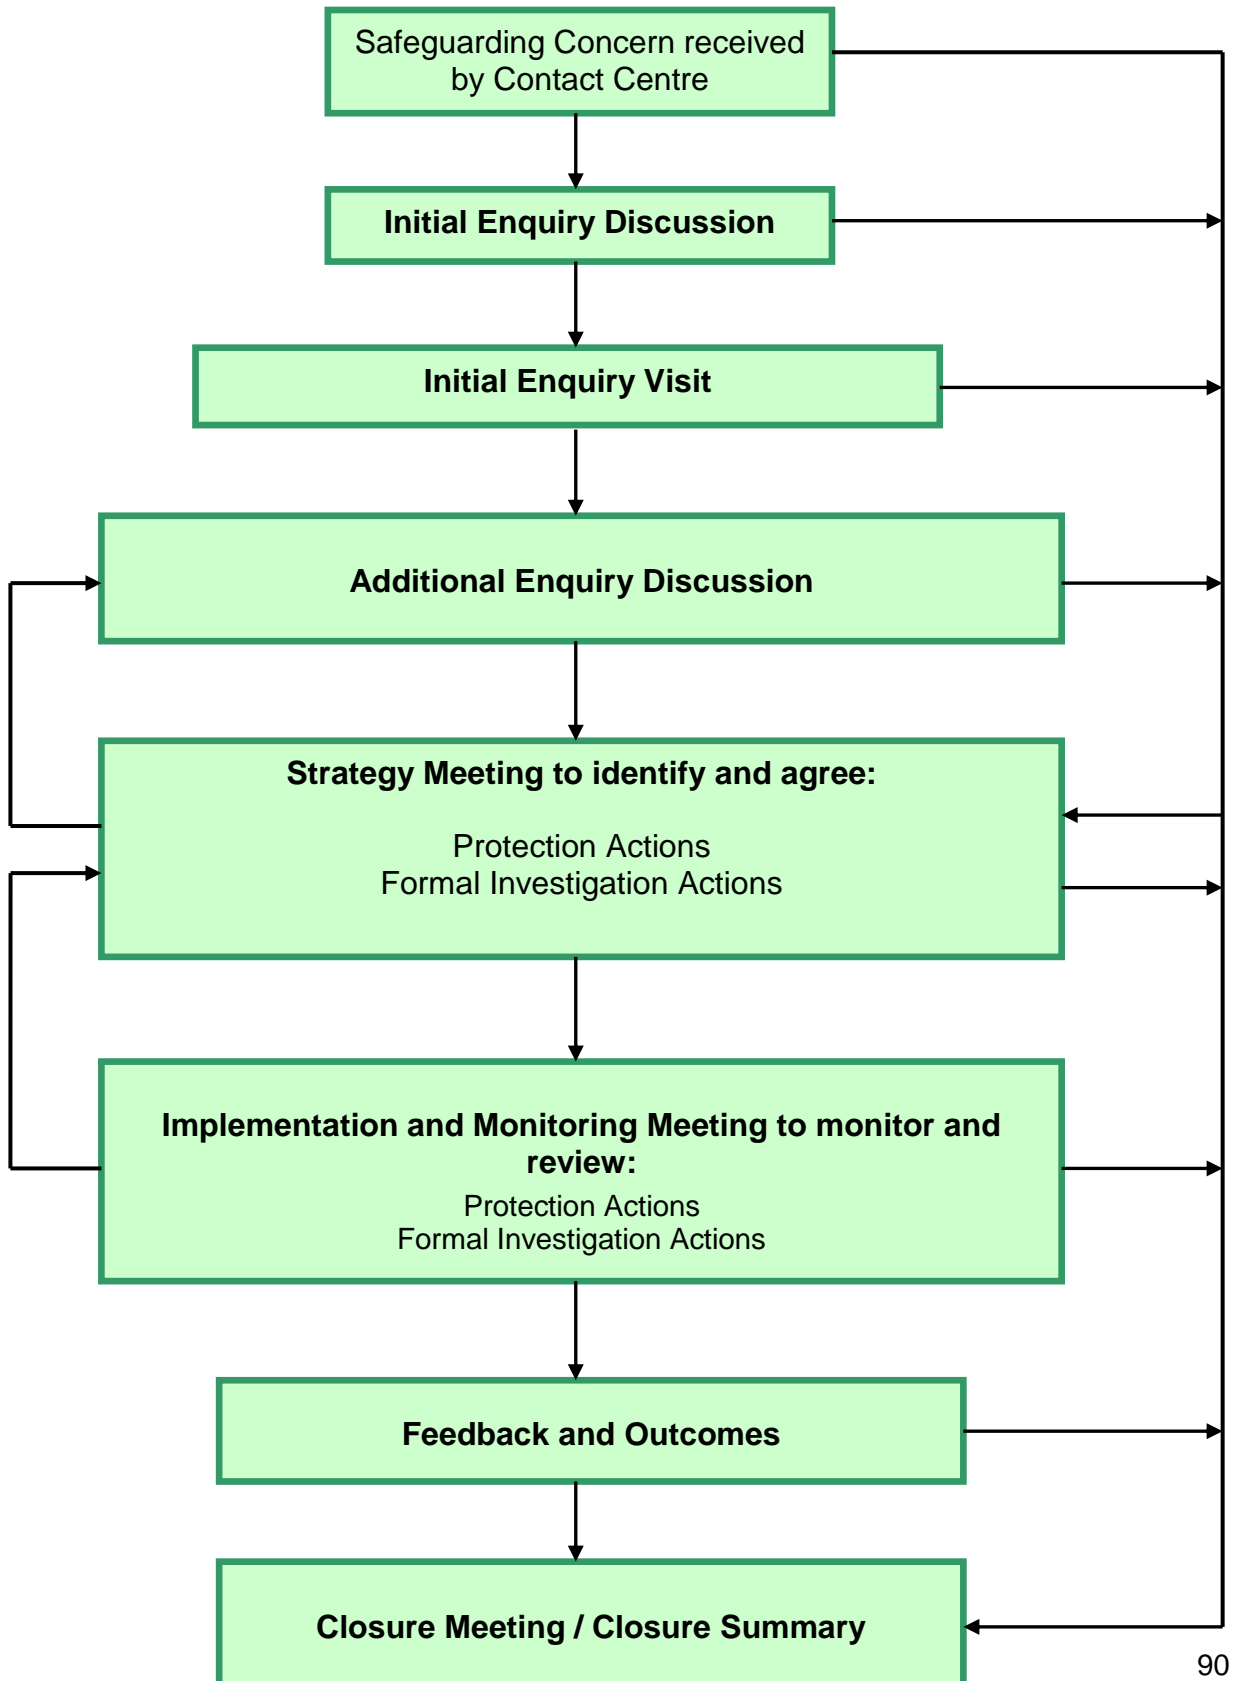 Safeguarding Concern received
by Contact Centre
Initial Enquiry Discussion
Initial Enquiry Visit
Additional Enquiry Discussion
Strategy Meeting to identify and agree:
Protection Actions
Formal Investigation Actions
Implementation and Monitoring Meeting to monitor and
review:
Protection Actions
Formal Investigation Actions
Feedback and Outcomes
Closure Meeting / Closure Summary
90